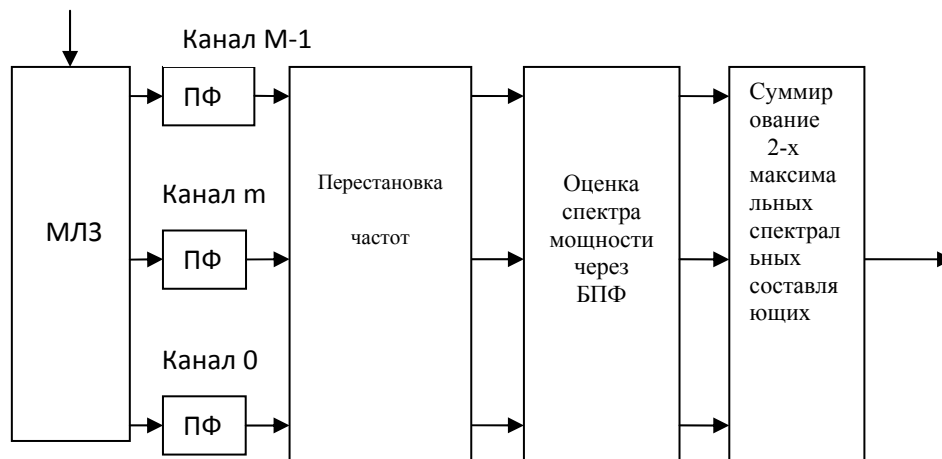 Канал М-1
ПФ
Канал m
МЛЗ
ПФ
Канал 0
ПФ
Перестановка
частот
Оценка
спектра
мощности
через
БПФ
Суммир
ование
2-х
максима
льных
спектрал
ьных
составля
ющих